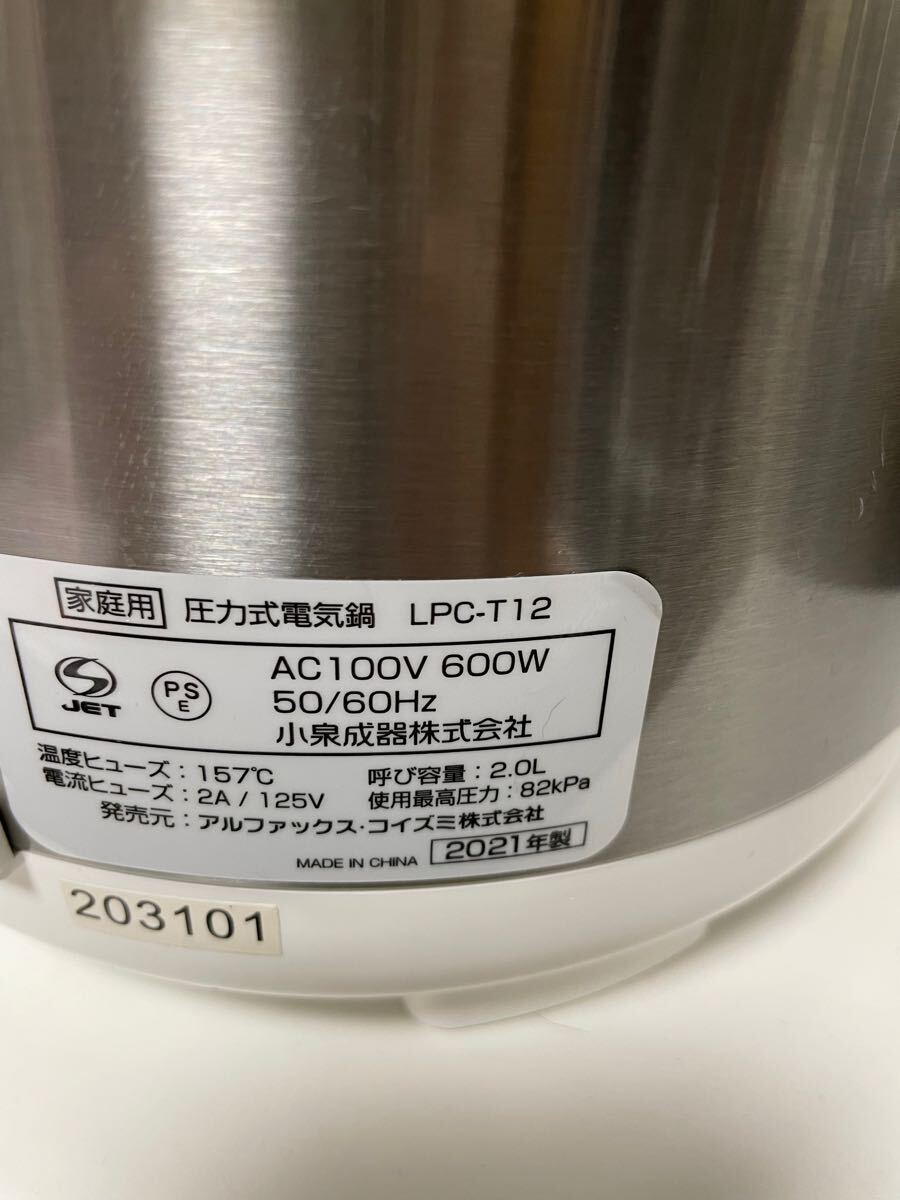 家庭用 圧力式電気鍋 LPC-T12
JET PSE AC100V 600W
50/60Hz
小泉成器株式会社
温度ヒューズ：157℃ 呼び容量：2.0L
電流ヒューズ：2A / 125V 使用最高圧力：82kPa
発売元：アルファックス・コイズミ株式会社
MADE IN CHINA 2021年製
203101